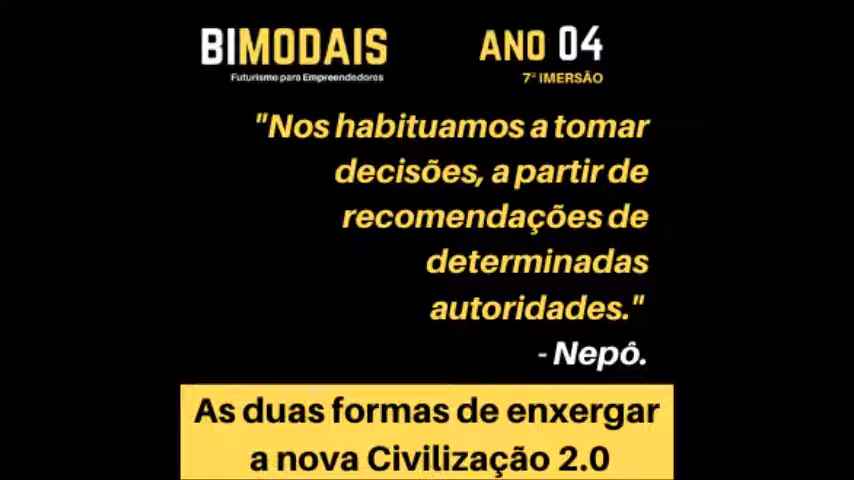 BIMODAIS
Futurismo para Empreendedores
ANO 04
7ª IMERSÃO
"Nos habituamos a tomar
decisões, a partir de
recomendações de
determinadas
autoridades."
- Nepô.
As duas formas de enxergar
a nova Civilização 2.0